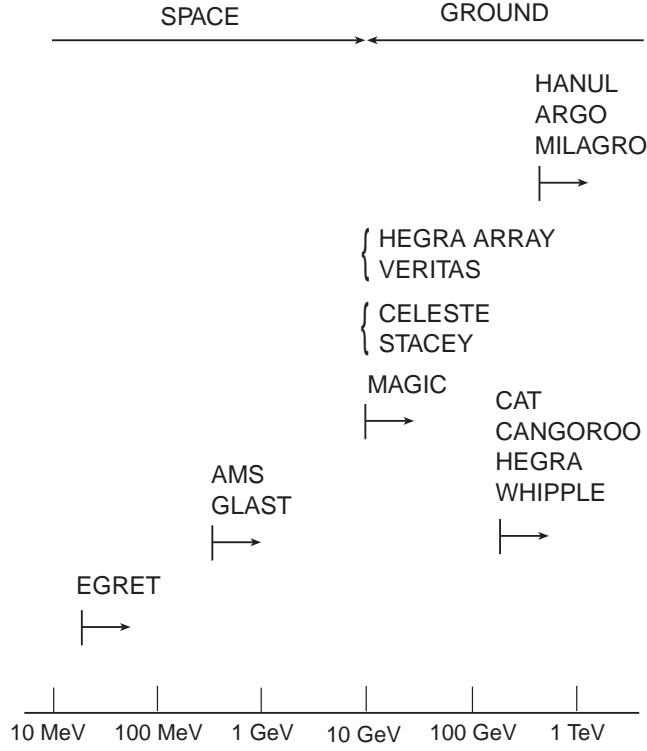 SPACE
GROUND
HANUL
ARGO
MILAGRO
HEGRA ARRAY
VERITAS
CELESTE
STACEY
MAGIC
CAT
CANGOROO
HEGRA
WHIPPLE
AMS
GLAST
EGRET
10 MeV
100 MeV
1 GeV
10 GeV
100 GeV
1 TeV